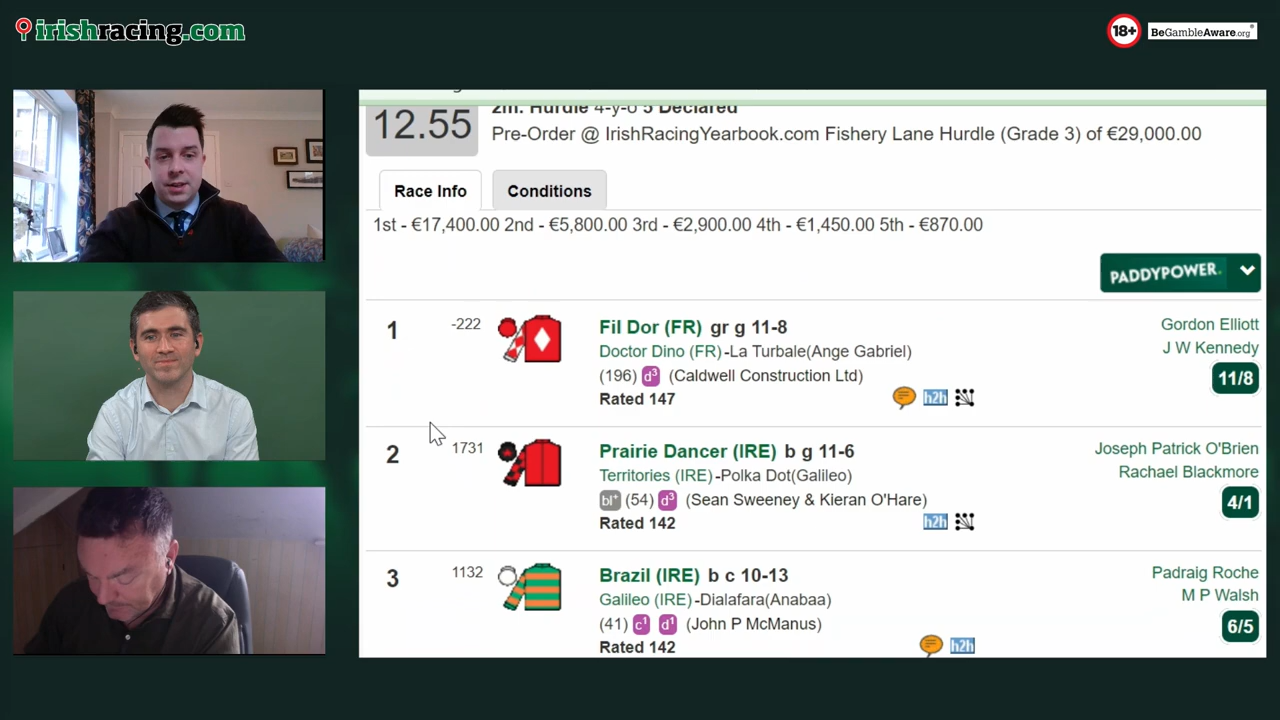 irishracing.com
18+
BeGambleAware.org
12.55
2m. Hurdle 4-y-o 5 Declared
Pre-Order @ IrishRacingYearbook.com Fishery Lane Hurdle (Grade 3) of €29,000.00
Race Info
Conditions
1st - €17,400.00 2nd - €5,800.00 3rd - €2,900.00 4th - €1,450.00 5th - €870.00
PADDYPOWER.
1
-222
Fil Dor (FR) gr g 11-8
Doctor Dino (FR)-La Turbale(Ange Gabriel)
(196) d3 (Caldwell Construction Ltd)
Rated 147
h2h
Gordon Elliott
J W Kennedy
11/8
2
1731
Prairie Dancer (IRE) b g 11-6
Territories (IRE)-Polka Dot(Galileo)
bl+ (54) d3 (Sean Sweeney & Kieran O'Hare)
Rated 142
h2h
Joseph Patrick O'Brien
Rachael Blackmore
4/1
3
1132
Brazil (IRE) b c 10-13
Galileo (IRE)-Dialafara(Anabaa)
(41) c1 d1 (John P McManus)
Rated 142
h2h
Padraig Roche
M P Walsh
6/5